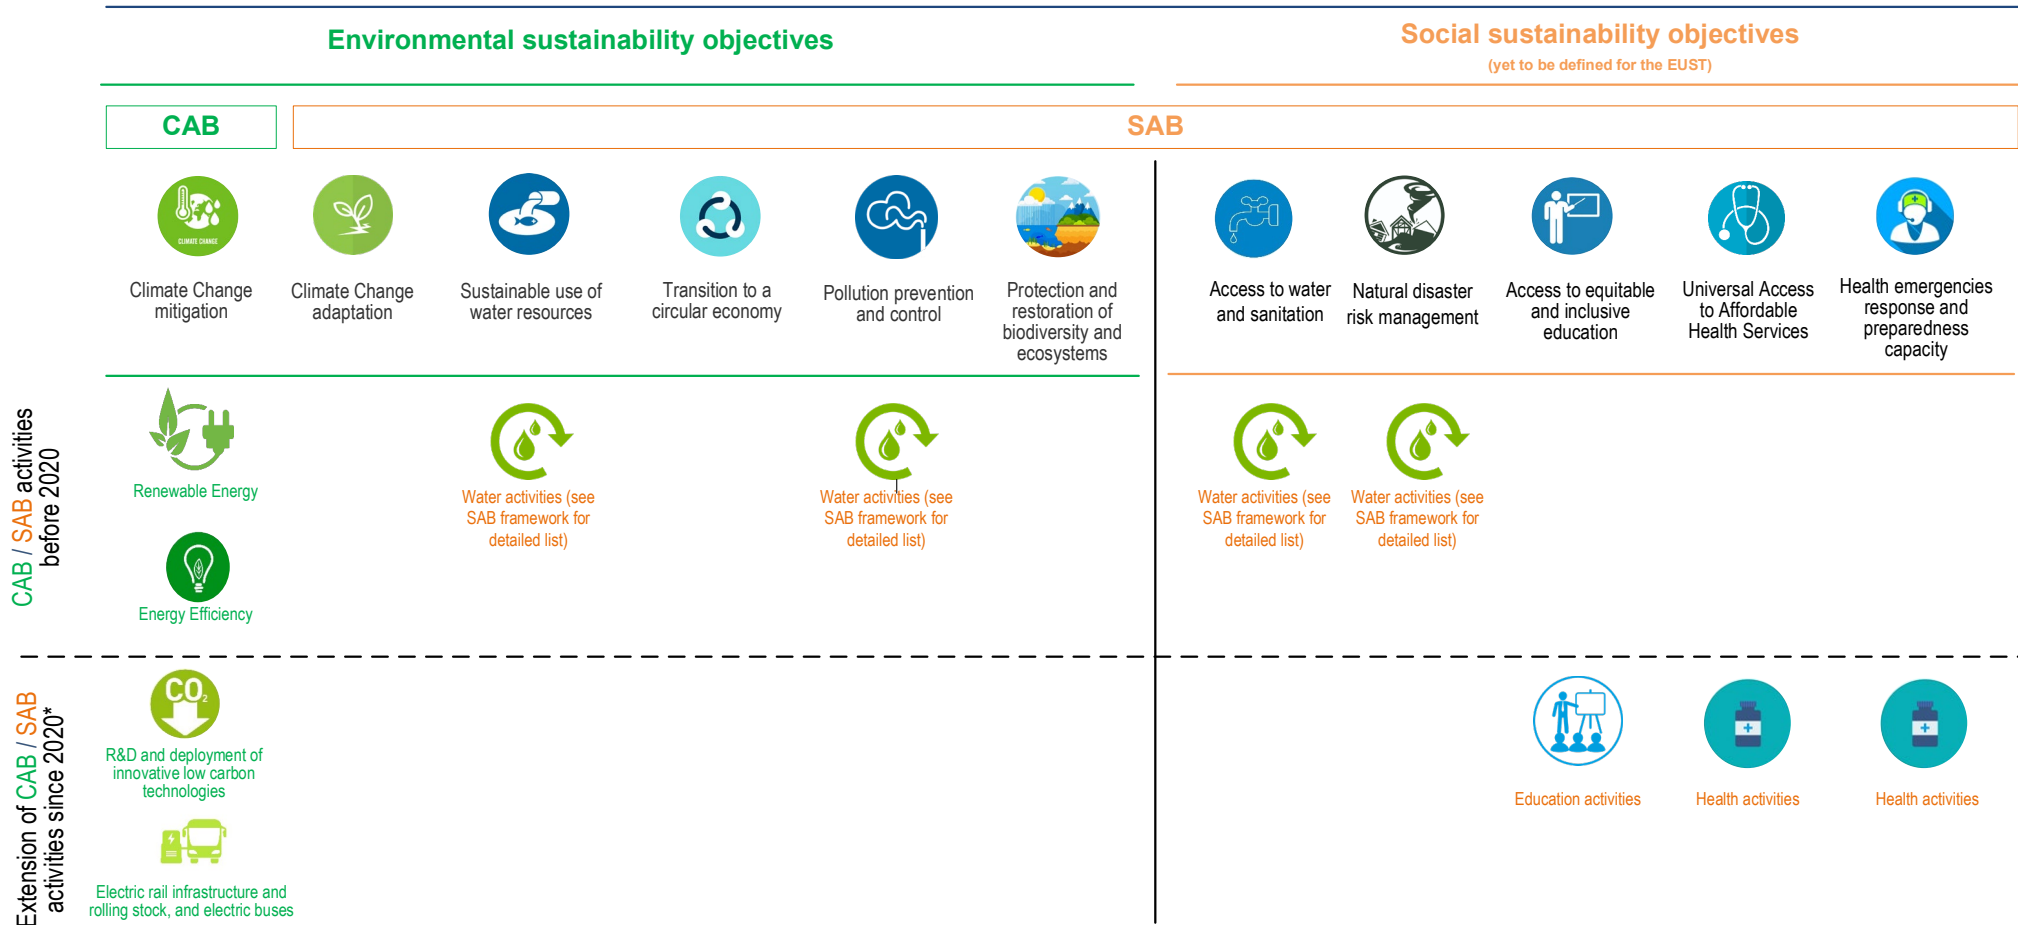 Environmental sustainability objectives
Social sustainability objectives
(yet to be defined for the EUST)
CAB
SAB
CLIMATE CHANGE
Climate Change
mitigation
Climate Change
adaptation
Sustainable use of
water resources
Transition to a
circular economy
Pollution prevention
and control
Protection and
restoration of
biodiversity and
ecosystems
Access to water
and sanitation
Natural disaster
risk management
Access to equitable
and inclusive
education
Universal Access
to Affordable
Health Services
Health emergencies
response and
preparedness
capacity
CAB / SAB activities
before 2020
Renewable Energy
Energy Efficiency
Water activities (see
SAB framework for
detailed list)
Water activities (see
SAB framework for
detailed list)
Water activities (see
SAB framework for
detailed list)
Water activities (see
SAB framework for
detailed list)
Extension of CAB / SAB
activities since 2020*
CO2
R&D and deployment of
innovative low carbon
technologies
Electric rail infrastructure and
rolling stock, and electric buses
Education activities
Health activities
Health activities